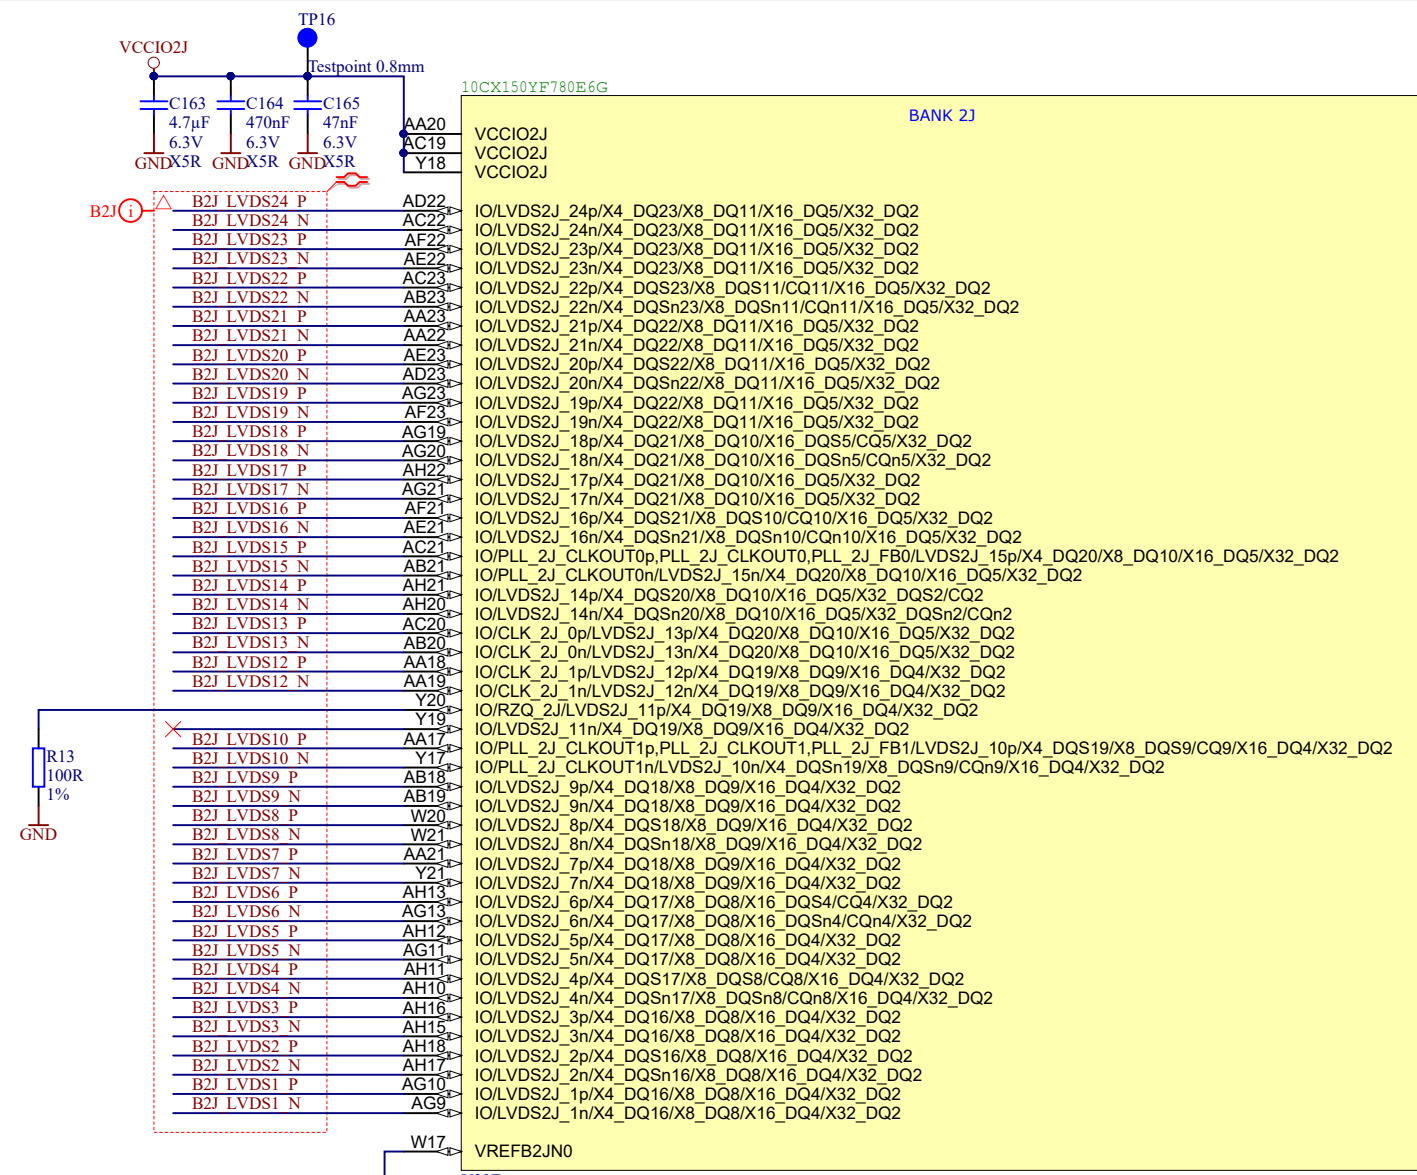 TP16
VCCIO2J
Testpoint 0.8mm
10CX150YF780E6G
BANK 2J
C163 4.7µF 6.3V X5R GND
C164 470nF 6.3V X5R GND
C165 47nF 6.3V X5R GND
AA20 VCCIO2J
AC19 VCCIO2J
Y18 VCCIO2J
B2J i
B2J_LVDS24_P AD22 IO/LVDS2J_24p/X4_DQ23/X8_DQ11/X16_DQ5/X32_DQ2
B2J_LVDS24_N AC22 IO/LVDS2J_24n/X4_DQ23/X8_DQ11/X16_DQ5/X32_DQ2
B2J_LVDS23_P AF22 IO/LVDS2J_23p/X4_DQ23/X8_DQ11/X16_DQ5/X32_DQ2
B2J_LVDS23_N AE22 IO/LVDS2J_23n/X4_DQ23/X8_DQ11/X16_DQ5/X32_DQ2
B2J_LVDS22_P AC23 IO/LVDS2J_22p/X4_DQS23/X8_DQS11/CQ11/X16_DQ5/X32_DQ2
B2J_LVDS22_N AB23 IO/LVDS2J_22n/X4_DQSn23/X8_DQSn11/CQn11/X16_DQ5/X32_DQ2
B2J_LVDS21_P AA23 IO/LVDS2J_21p/X4_DQ22/X8_DQ11/X16_DQ5/X32_DQ2
B2J_LVDS21_N AA22 IO/LVDS2J_21n/X4_DQ22/X8_DQ11/X16_DQ5/X32_DQ2
B2J_LVDS20_P AE23 IO/LVDS2J_20p/X4_DQS22/X8_DQ11/X16_DQ5/X32_DQ2
B2J_LVDS20_N AD23 IO/LVDS2J_20n/X4_DQSn22/X8_DQ11/X16_DQ5/X32_DQ2
B2J_LVDS19_P AG23 IO/LVDS2J_19p/X4_DQ22/X8_DQ11/X16_DQ5/X32_DQ2
B2J_LVDS19_N AF23 IO/LVDS2J_19n/X4_DQ22/X8_DQ11/X16_DQ5/X32_DQ2
B2J_LVDS18_P AG19 IO/LVDS2J_18p/X4_DQ21/X8_DQ10/X16_DQS5/CQ5/X32_DQ2
B2J_LVDS18_N AG20 IO/LVDS2J_18n/X4_DQ21/X8_DQ10/X16_DQSn5/CQn5/X32_DQ2
B2J_LVDS17_P AH22 IO/LVDS2J_17p/X4_DQ21/X8_DQ10/X16_DQ5/X32_DQ2
B2J_LVDS17_N AG21 IO/LVDS2J_17n/X4_DQ21/X8_DQ10/X16_DQ5/X32_DQ2
B2J_LVDS16_P AF21 IO/LVDS2J_16p/X4_DQS21/X8_DQS10/CQ10/X16_DQ5/X32_DQ2
B2J_LVDS16_N AE21 IO/LVDS2J_16n/X4_DQSn21/X8_DQSn10/CQn10/X16_DQ5/X32_DQ2
B2J_LVDS15_P AC21 IO/PLL_2J_CLKOUT0p,PLL_2J_CLKOUT0,PLL_2J_FB0/LVDS2J_15p/X4_DQ20/X8_DQ10/X16_DQ5/X32_DQ2
B2J_LVDS15_N AB21 IO/PLL_2J_CLKOUT0n/LVDS2J_15n/X4_DQ20/X8_DQ10/X16_DQ5/X32_DQ2
B2J_LVDS14_P AH21 IO/LVDS2J_14p/X4_DQS20/X8_DQ10/X16_DQ5/X32_DQS2/CQ2
B2J_LVDS14_N AH20 IO/LVDS2J_14n/X4_DQSn20/X8_DQ10/X16_DQ5/X32_DQSn2/CQn2
B2J_LVDS13_P AC20 IO/CLK_2J_0p/LVDS2J_13p/X4_DQ20/X8_DQ10/X16_DQ5/X32_DQ2
B2J_LVDS13_N AB20 IO/CLK_2J_0n/LVDS2J_13n/X4_DQ20/X8_DQ10/X16_DQ5/X32_DQ2
B2J_LVDS12_P AA18 IO/CLK_2J_1p/LVDS2J_12p/X4_DQ19/X8_DQ9/X16_DQ4/X32_DQ2
B2J_LVDS12_N AA19 IO/CLK_2J_1n/LVDS2J_12n/X4_DQ19/X8_DQ9/X16_DQ4/X32_DQ2
Y20 IO/RZQ_2J/LVDS2J_11p/X4_DQ19/X8_DQ9/X16_DQ4/X32_DQ2
Y19 IO/LVDS2J_11n/X4_DQ19/X8_DQ9/X16_DQ4/X32_DQ2
B2J_LVDS10_P AA17 IO/PLL_2J_CLKOUT1p,PLL_2J_CLKOUT1,PLL_2J_FB1/LVDS2J_10p/X4_DQS19/X8_DQS9/CQ9/X16_DQ4/X32_DQ2
B2J_LVDS10_N Y17 IO/PLL_2J_CLKOUT1n/LVDS2J_10n/X4_DQSn19/X8_DQSn9/CQn9/X16_DQ4/X32_DQ2
R13 100R 1% GND
B2J_LVDS9_P AB18 IO/LVDS2J_9p/X4_DQ18/X8_DQ9/X16_DQ4/X32_DQ2
B2J_LVDS9_N AB19 IO/LVDS2J_9n/X4_DQ18/X8_DQ9/X16_DQ4/X32_DQ2
B2J_LVDS8_P W20 IO/LVDS2J_8p/X4_DQS18/X8_DQ9/X16_DQ4/X32_DQ2
B2J_LVDS8_N W21 IO/LVDS2J_8n/X4_DQSn18/X8_DQ9/X16_DQ4/X32_DQ2
B2J_LVDS7_P AA21 IO/LVDS2J_7p/X4_DQ18/X8_DQ9/X16_DQ4/X32_DQ2
B2J_LVDS7_N Y21 IO/LVDS2J_7n/X4_DQ18/X8_DQ9/X16_DQ4/X32_DQ2
B2J_LVDS6_P AH13 IO/LVDS2J_6p/X4_DQ17/X8_DQ8/X16_DQS4/CQ4/X32_DQ2
B2J_LVDS6_N AG13 IO/LVDS2J_6n/X4_DQ17/X8_DQ8/X16_DQSn4/CQn4/X32_DQ2
B2J_LVDS5_P AH12 IO/LVDS2J_5p/X4_DQ17/X8_DQ8/X16_DQ4/X32_DQ2
B2J_LVDS5_N AG11 IO/LVDS2J_5n/X4_DQ17/X8_DQ8/X16_DQ4/X32_DQ2
B2J_LVDS4_P AH11 IO/LVDS2J_4p/X4_DQS17/X8_DQS8/CQ8/X16_DQ4/X32_DQ2
B2J_LVDS4_N AH10 IO/LVDS2J_4n/X4_DQSn17/X8_DQSn8/CQn8/X16_DQ4/X32_DQ2
B2J_LVDS3_P AH16 IO/LVDS2J_3p/X4_DQ16/X8_DQ8/X16_DQ4/X32_DQ2
B2J_LVDS3_N AH15 IO/LVDS2J_3n/X4_DQ16/X8_DQ8/X16_DQ4/X32_DQ2
B2J_LVDS2_P AH18 IO/LVDS2J_2p/X4_DQS16/X8_DQ8/X16_DQ4/X32_DQ2
B2J_LVDS2_N AH17 IO/LVDS2J_2n/X4_DQSn16/X8_DQ8/X16_DQ4/X32_DQ2
B2J_LVDS1_P AG10 IO/LVDS2J_1p/X4_DQ16/X8_DQ8/X16_DQ4/X32_DQ2
B2J_LVDS1_N AG9 IO/LVDS2J_1n/X4_DQ16/X8_DQ8/X16_DQ4/X32_DQ2
W17 VREFB2JN0